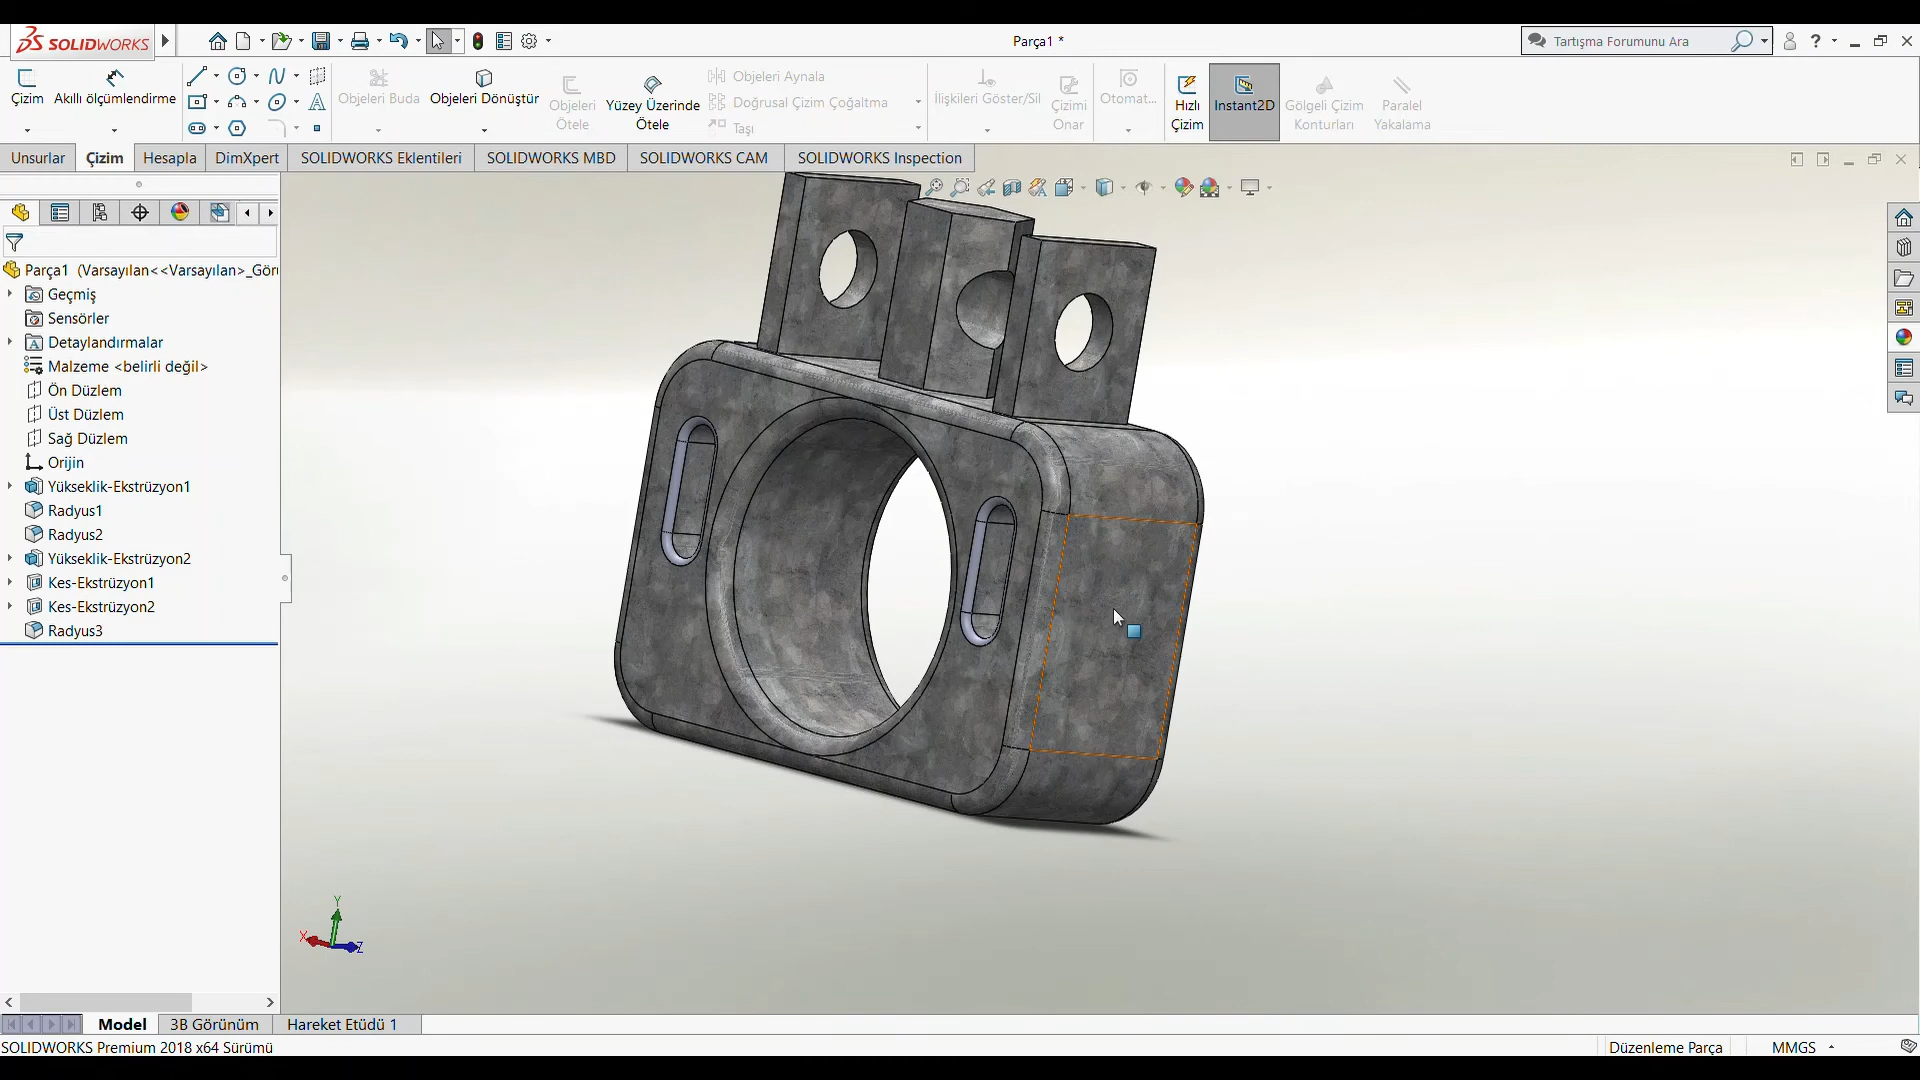 SOLIDWORKS
Parça1 *
Tartışma Forumunu Ara
?
Çizim
Akıllı ölçümlendirme
Objeleri Buda
Objeleri Dönüştür
Objeleri
Ötele
Yüzey Üzerinde
Ötele
Objeleri Aynala
Doğrusal Çizim Çoğaltma
Taşı
İlişkileri Göster/Sil
Çizimi
Onar
Otomat...
Hızlı
Çizim
Instant2D
Gölgeli Çizim
Konturları
Paralel
Yakalama
Unsurlar
Çizim
Hesapla
DimXpert
SOLIDWORKS Eklentileri
SOLIDWORKS MBD
SOLIDWORKS CAM
SOLIDWORKS Inspection
Parça1 (Varsayılan<<Varsayılan>_Görü
Geçmiş
Sensörler
Detaylandırmalar
Malzeme <belirli değil>
Ön Düzlem
Üst Düzlem
Sağ Düzlem
Orijin
Yükseklik-Ekstrüzyon1
Radyus1
Radyus2
Yükseklik-Ekstrüzyon2
Kes-Ekstrüzyon1
Kes-Ekstrüzyon2
Radyus3
Y
X
Z
Model
3B Görünüm
Hareket Etüdü 1
SOLIDWORKS Premium 2018 x64 Sürümü
Düzenleme Parça
MMGS